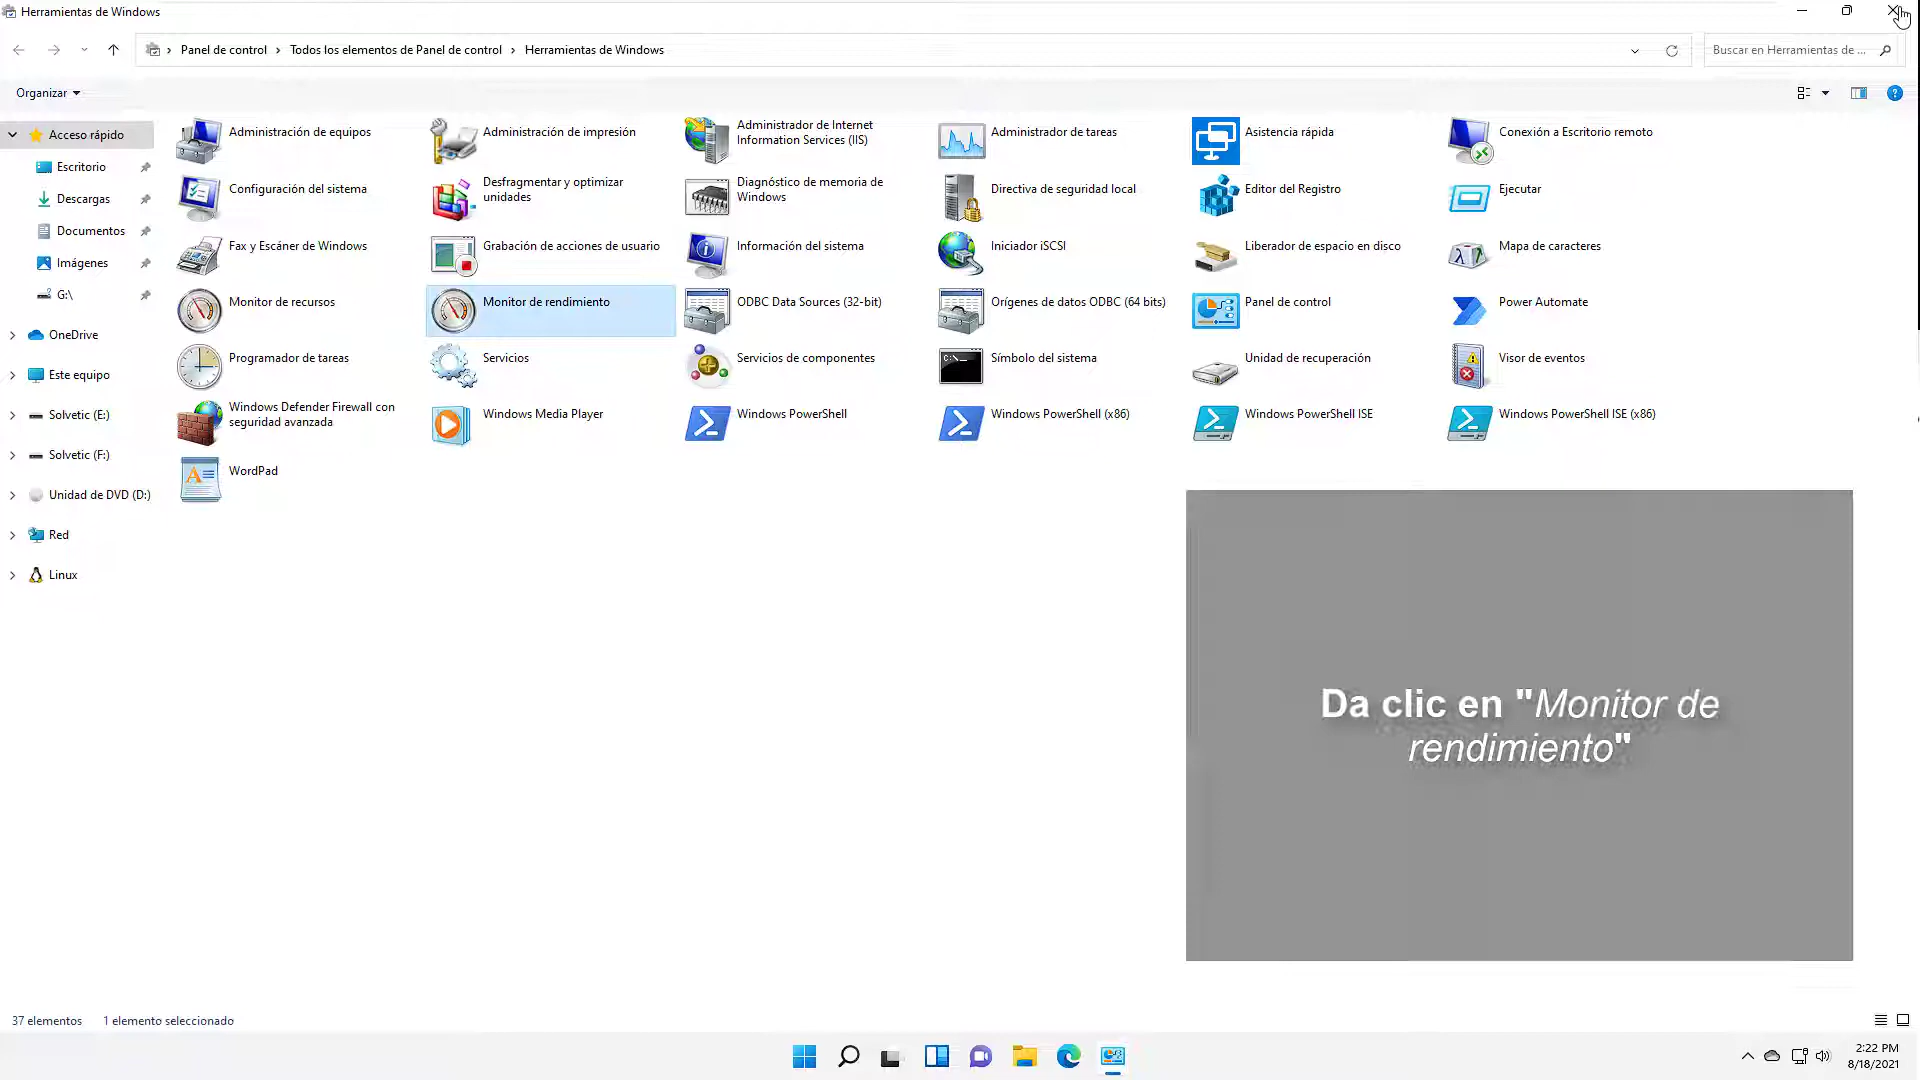 Herramientas de Windows
Panel de control > Todos los elementos de Panel de control > Herramientas de Windows
Buscar en Herramientas de ...
Organizar
Acceso rápido
Escritorio
Descargas
Documentos
Imágenes
G:\
OneDrive
Este equipo
Solvetic (E:)
Solvetic (F:)
Unidad de DVD (D:)
Red
Linux
Administración de equipos
Administración de impresión
Administrador de Internet
Information Services (IIS)
Administrador de tareas
Asistencia rápida
Conexión a Escritorio remoto
Configuración del sistema
Desfragmentar y optimizar
unidades
Diagnóstico de memoria de
Windows
Directiva de seguridad local
Editor del Registro
Ejecutar
Fax y Escáner de Windows
Grabación de acciones de usuario
Información del sistema
Iniciador iSCSI
Liberador de espacio en disco
Mapa de caracteres
Monitor de recursos
Monitor de rendimiento
ODBC Data Sources (32-bit)
Orígenes de datos ODBC (64 bits)
Panel de control
Power Automate
Programador de tareas
Servicios
Servicios de componentes
Símbolo del sistema
Unidad de recuperación
Visor de eventos
Windows Defender Firewall con
seguridad avanzada
Windows Media Player
Windows PowerShell
Windows PowerShell (x86)
Windows PowerShell ISE
Windows PowerShell ISE (x86)
WordPad
Da clic en "Monitor de
rendimiento"
37 elementos
1 elemento seleccionado
2:22 PM
8/18/2021